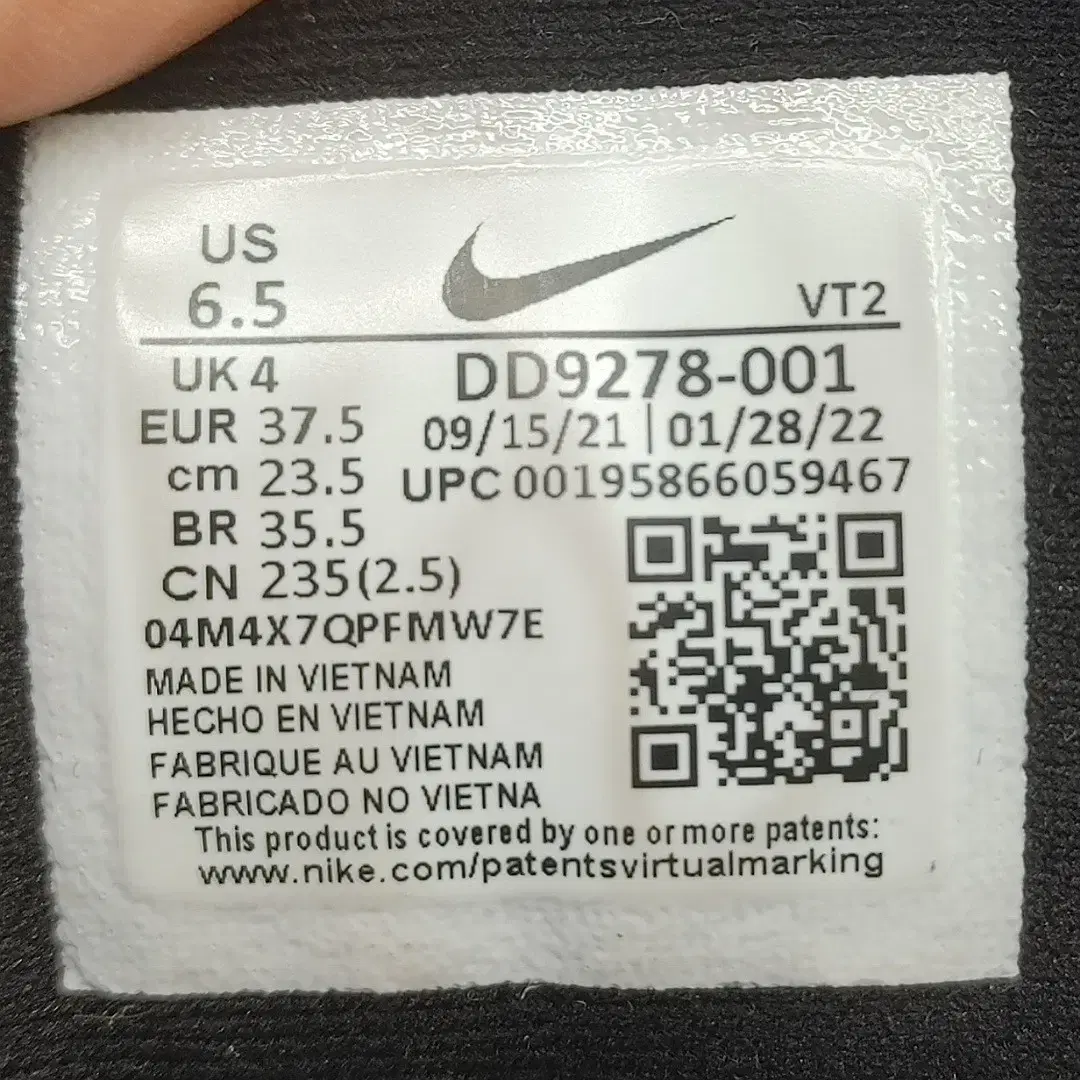 US
6.5
VT2
UK 4
DD9278-001
EUR 37.5
09/15/21 | 01/28/22
cm 23.5
UPC 00195866059467
BR 35.5
CN 235(2.5)
04M4X7QPFMW7E
MADE IN VIETNAM
HECHO EN VIETNAM
FABRIQUE AU VIETNAM
FABRICADO NO VIETNA
This product is covered by one or more patents:
www.nike.com/patentsvirtualmarking